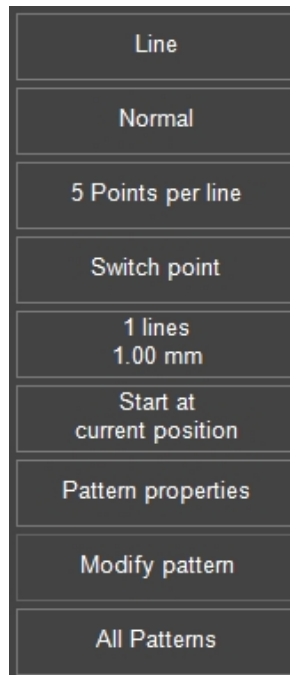 Line
Normal
5 Points per line
Switch point
1 lines
1.00 mm
Start at
current position
Pattern properties
Modify pattern
All Patterns